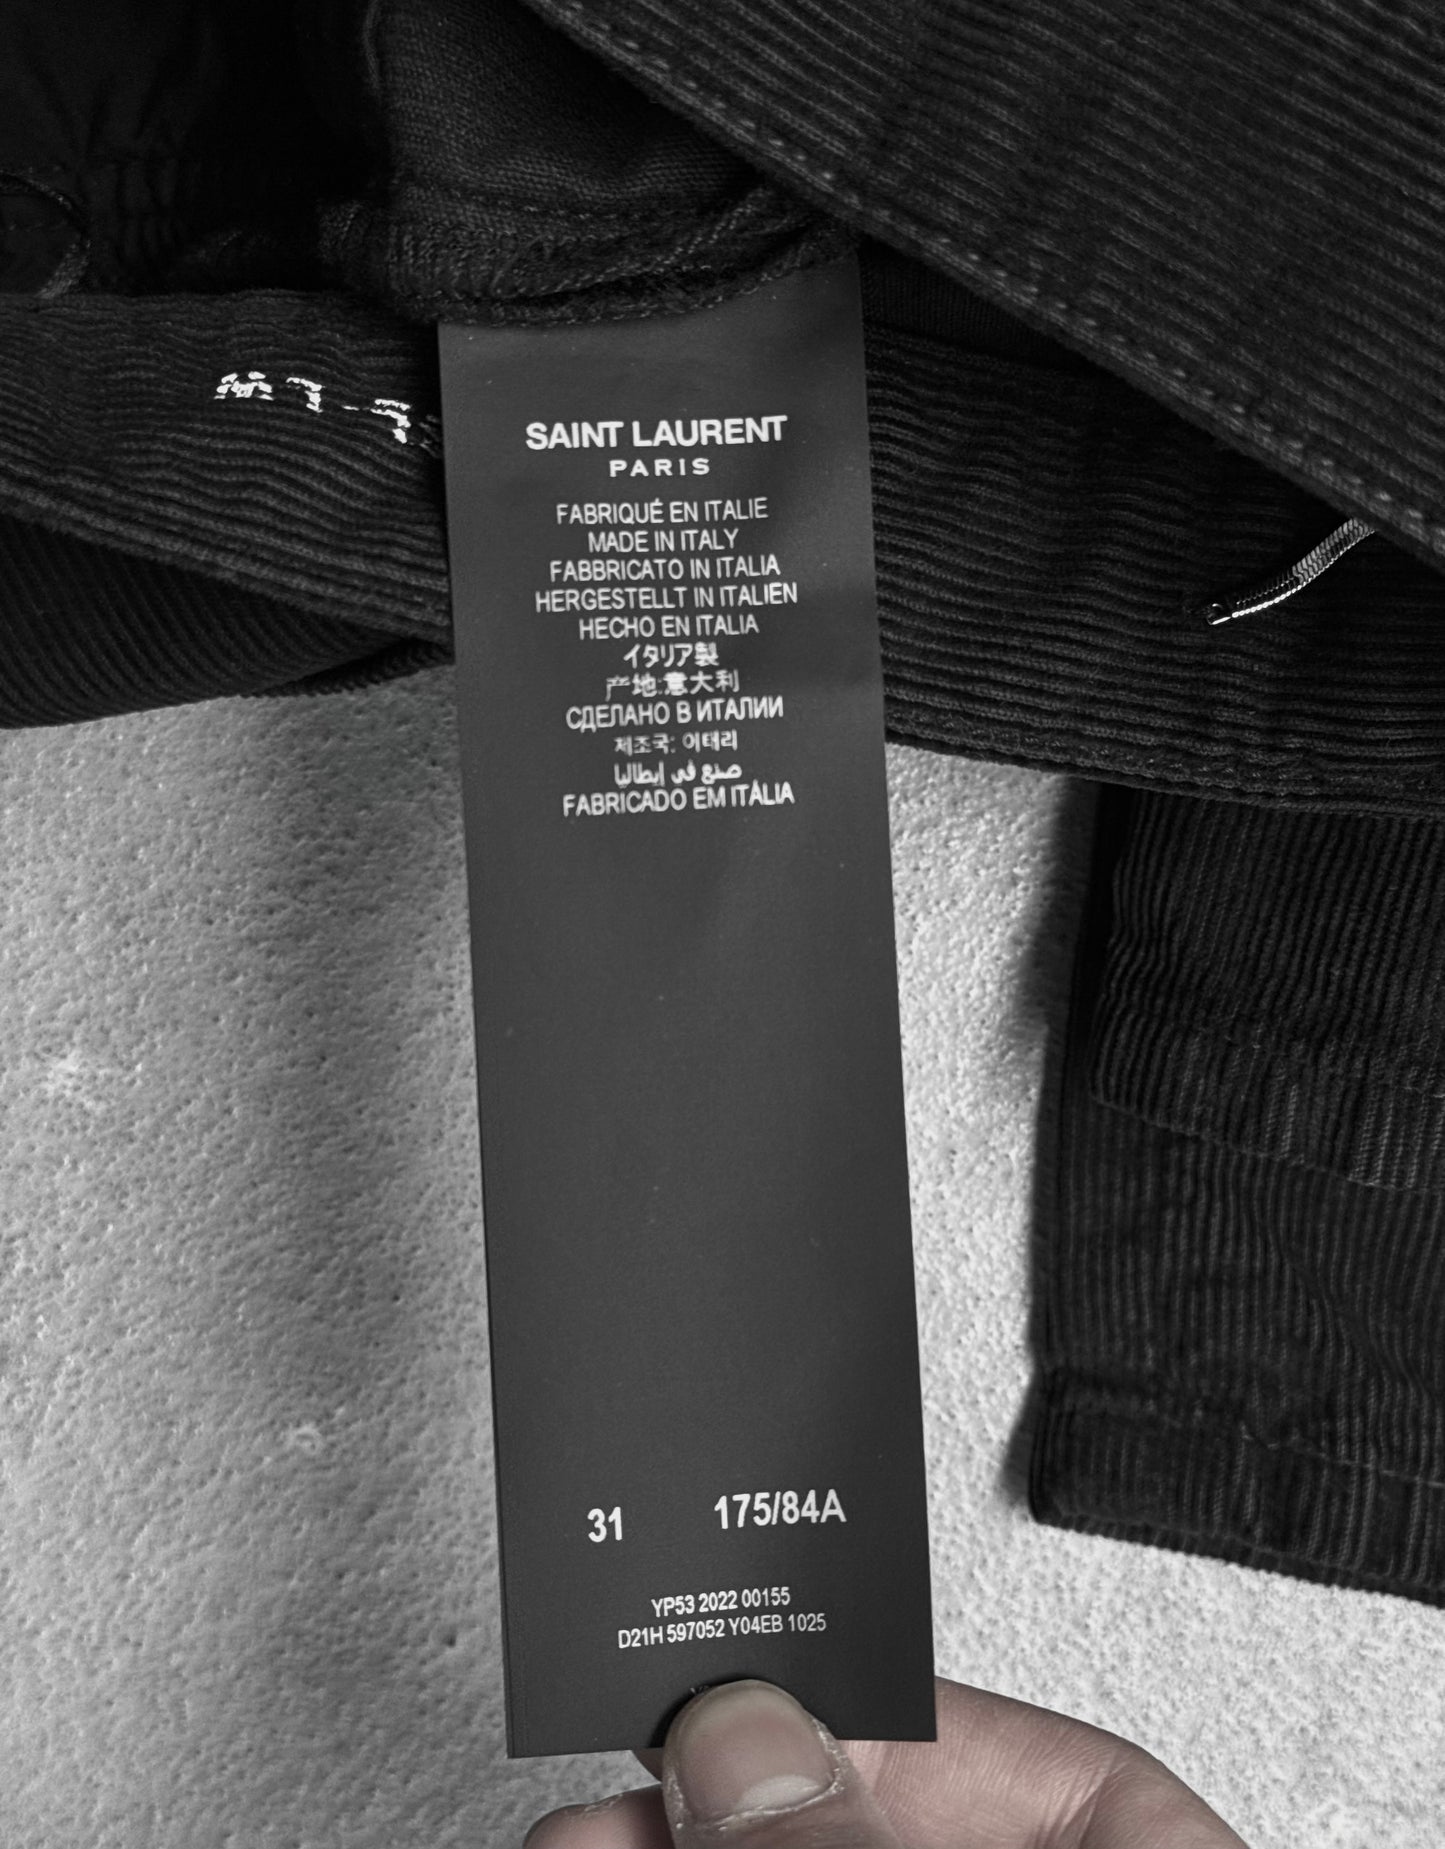 SAINT LAURENT
PARIS
FABRIQUÉ EN ITALIE
MADE IN ITALY
FABBRICATO IN ITALIA
HERGESTELLT IN ITALIEN
HECHO EN ITALIA
イタリア製
产地:意大利
СДЕЛАНО В ИТАЛИИ
제조국: 이태리
صنع في إيطاليا
FABRICADO EM ITÁLIA
31 175/84A
YP53 2022 00155
D21H 597052 Y04EB 1025